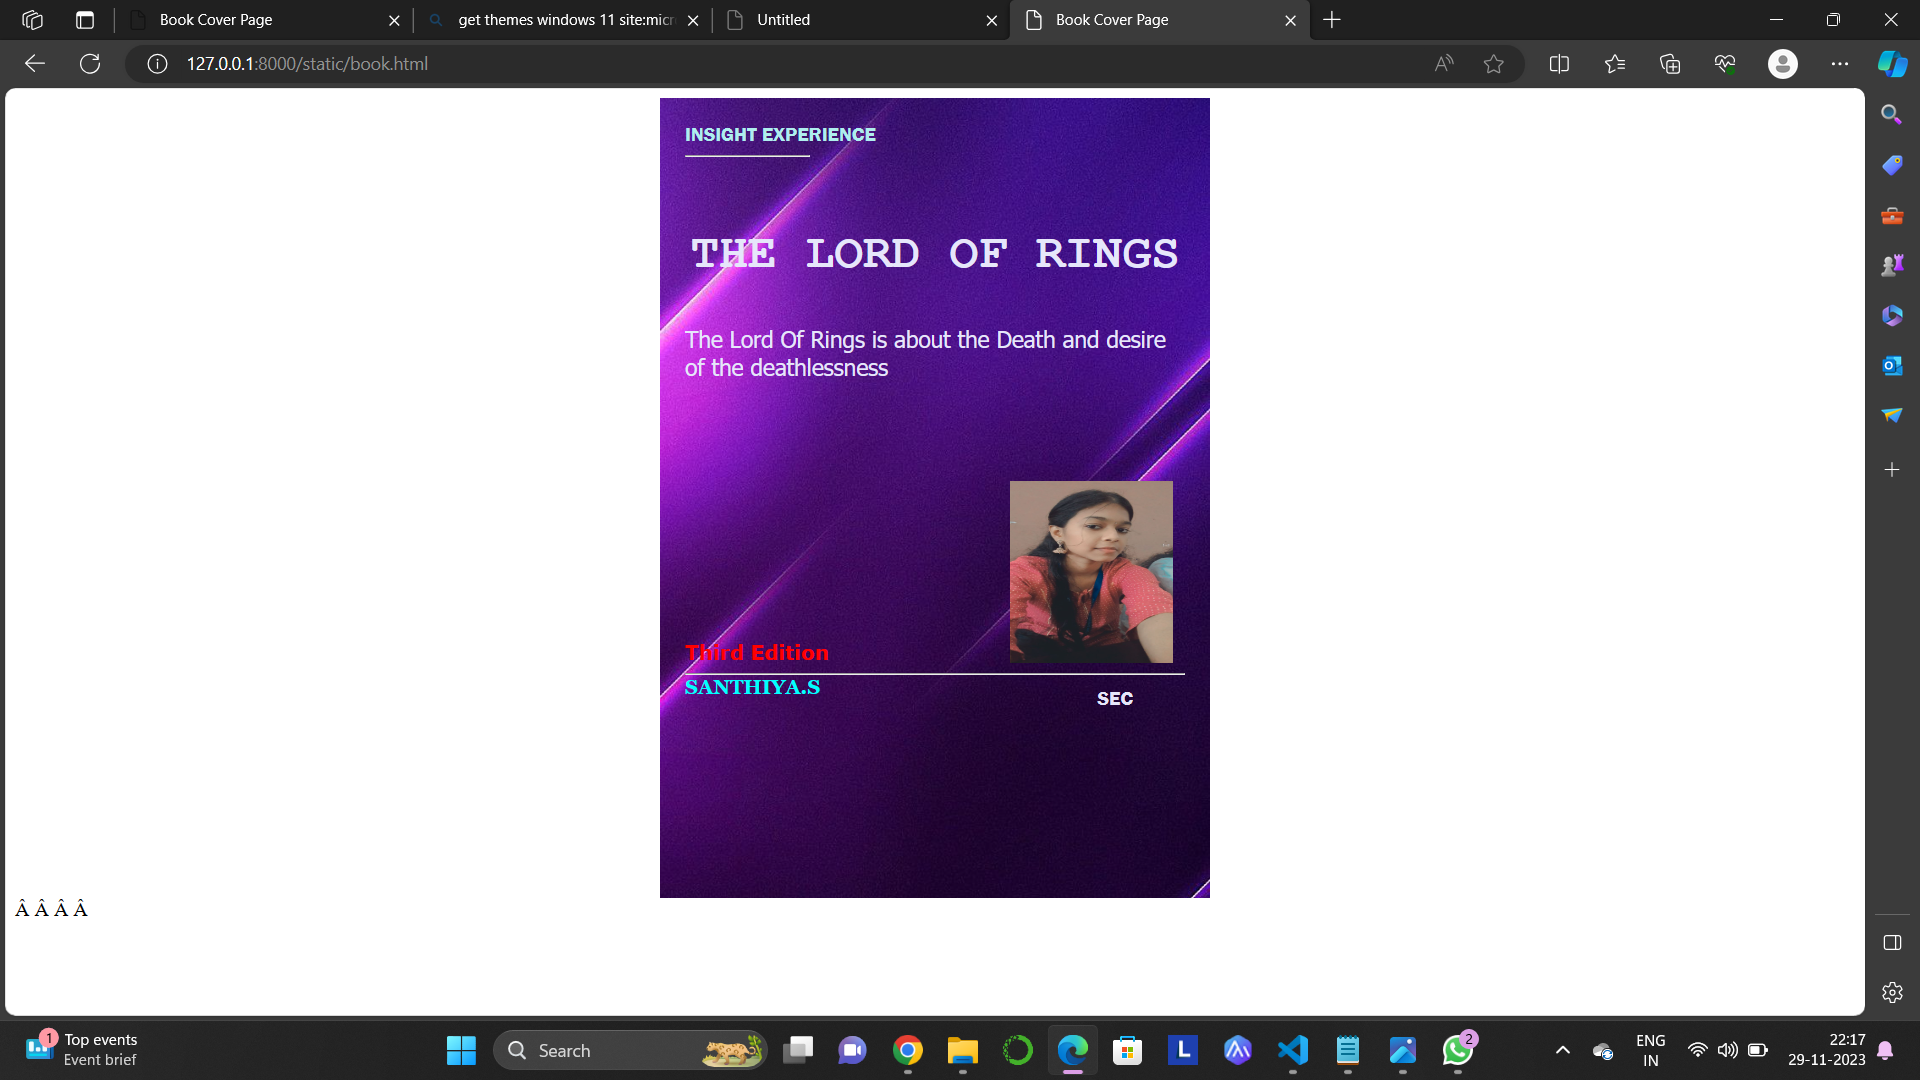 Book Cover Page
get themes windows 11 site:micr
Untitled
Book Cover Page
127.0.0.1:8000/static/book.html
INSIGHT EXPERIENCE
THE LORD OF RINGS
The Lord Of Rings is about the Death and desire
of the deathlessness
Third Edition
SANTHIYA.S
SEC
Â Â Â Â
1
Top events
Event brief
Search
L
2
ENG
IN
22:17
29-11-2023